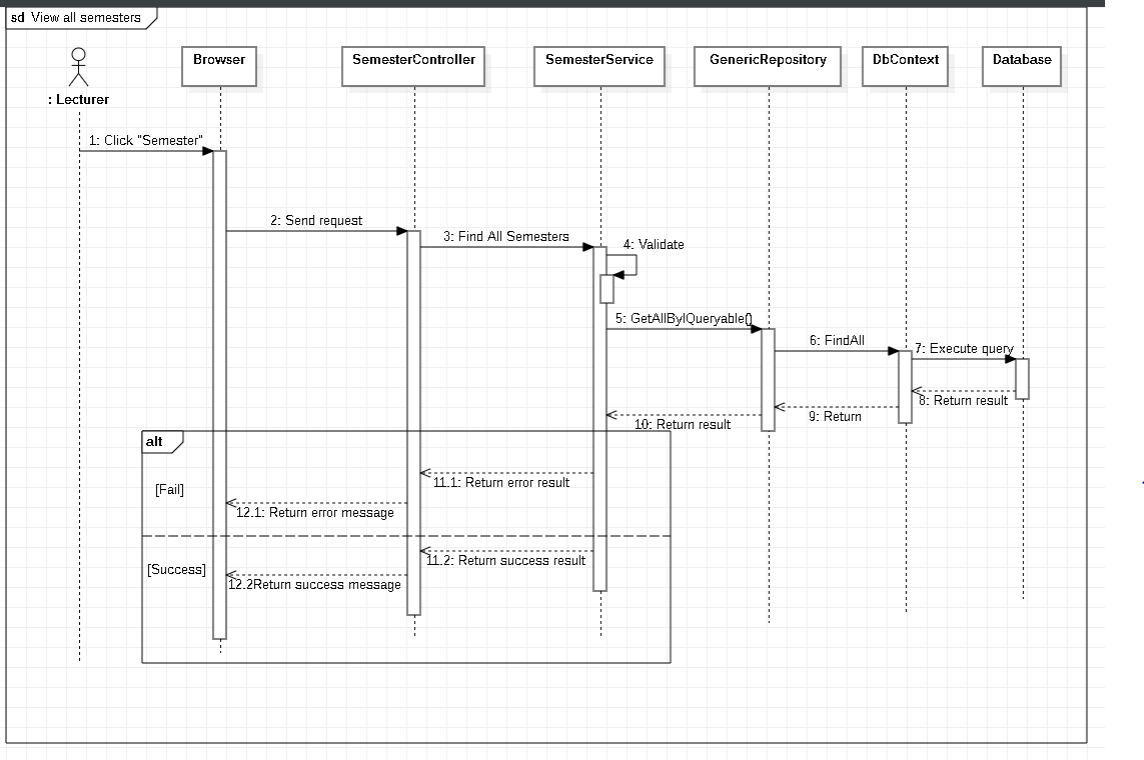 sd View all semesters
Browser
SemesterController
SemesterService
GenericRepository
DbContext
Database
: Lecturer
1: Click "Semester"
2: Send request
3: Find All Semesters
4: Validate
5: GetAllByIQueryable()
6: FindAll
7: Execute query
8: Return result
9: Return
10: Return result
alt
[Fail]
11.1: Return error result
12.1: Return error message
[Success]
11.2: Return success result
12.2Return success message